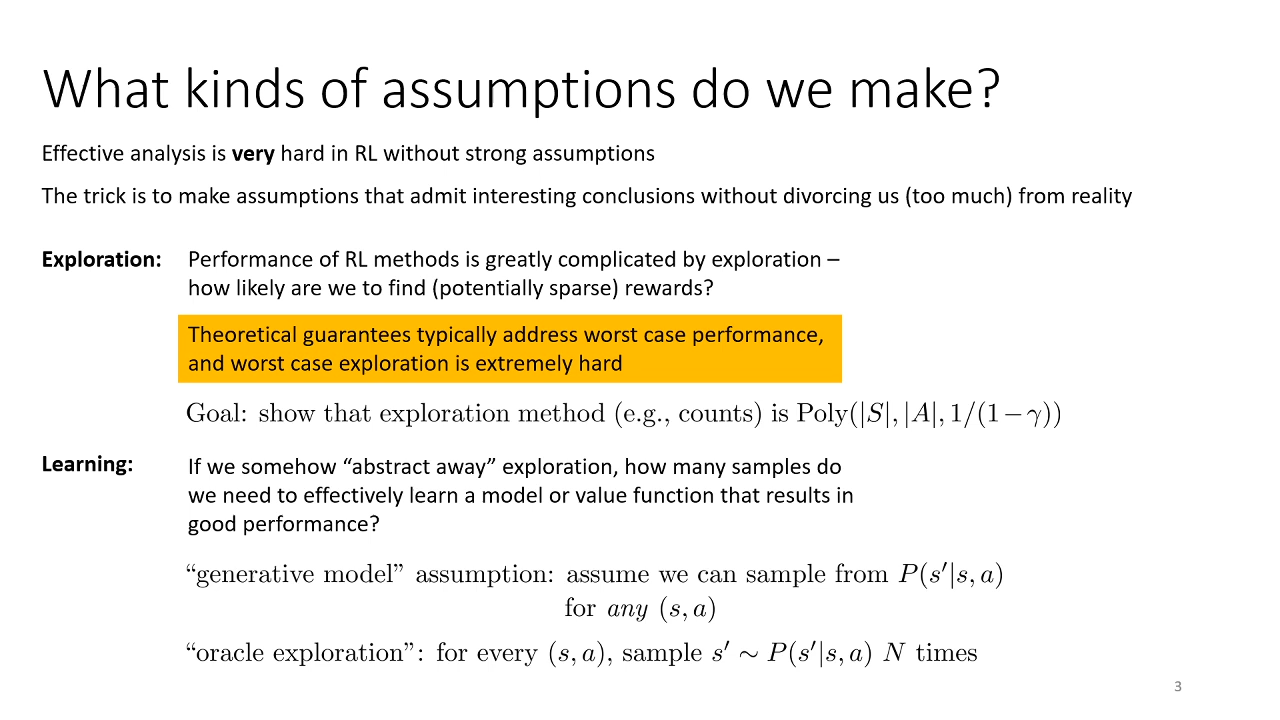 What kinds of assumptions do we make?
Effective analysis is very hard in RL without strong assumptions
The trick is to make assumptions that admit interesting conclusions without divorcing us (too much) from reality
Exploration:
Performance of RL methods is greatly complicated by exploration –
how likely are we to find (potentially sparse) rewards?
Theoretical guarantees typically address worst case performance,
and worst case exploration is extremely hard
Goal: show that exploration method (e.g., counts) is Poly(|S|, |A|, 1/(1 − γ))
Learning:
If we somehow “abstract away” exploration, how many samples do
we need to effectively learn a model or value function that results in
good performance?
“generative model” assumption: assume we can sample from P(s′|s, a)
for any (s, a)
“oracle exploration”: for every (s, a), sample s′ ∼ P(s′|s, a) N times
3